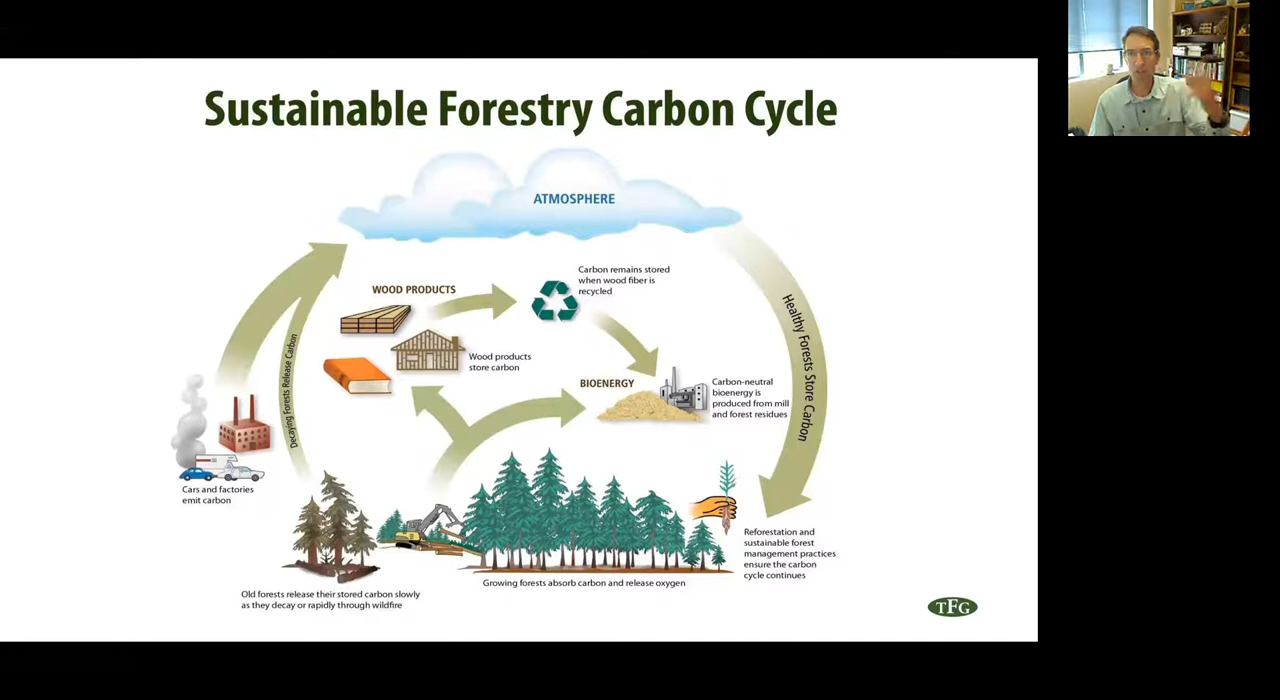 Sustainable Forestry Carbon Cycle
ATMOSPHERE
Carbon remains stored
when wood fiber is
recycled
WOOD PRODUCTS
Wood products
store carbon
BIOENERGY
Carbon-neutral
bioenergy is
produced from mill
and forest residues
Healthy Forests Store Carbon
Decaying Forests Release Carbon
Cars and factories
emit carbon
Reforestation and
sustainable forest
management practices
ensure the carbon
cycle continues
Growing forests absorb carbon and release oxygen
Old forests release their stored carbon slowly
as they decay or rapidly through wildfire
TFG